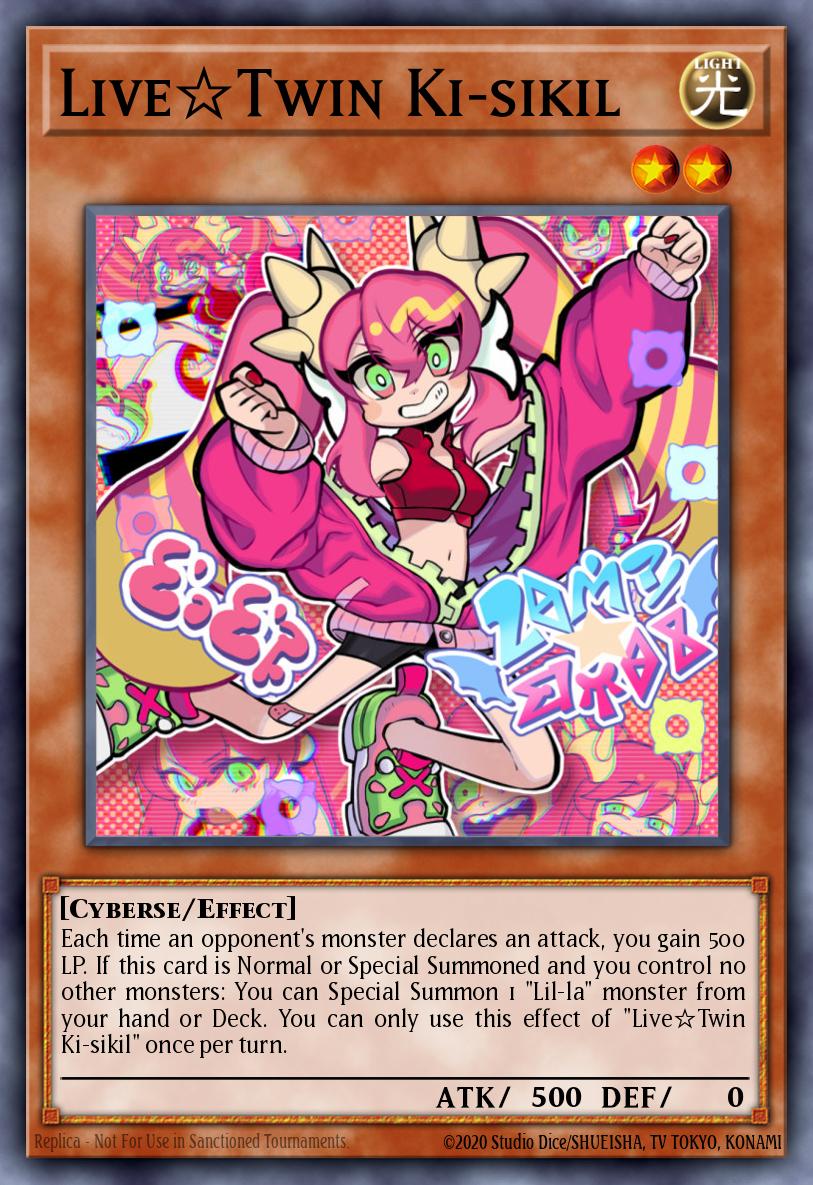 Live☆Twin Ki-sikil
LIGHT
光
[Cyberse/Effect]
Each time an opponent's monster declares an attack, you gain 500
LP. If this card is Normal or Special Summoned and you control no
other monsters: You can Special Summon 1 "Lil-la" monster from
your hand or Deck. You can only use this effect of "Live☆Twin
Ki-sikil" once per turn.
ATK/ 500 DEF/ 0
Replica - Not For Use in Sanctioned Tournaments.
©2020 Studio Dice/SHUEISHA, TV TOKYO, KONAMI